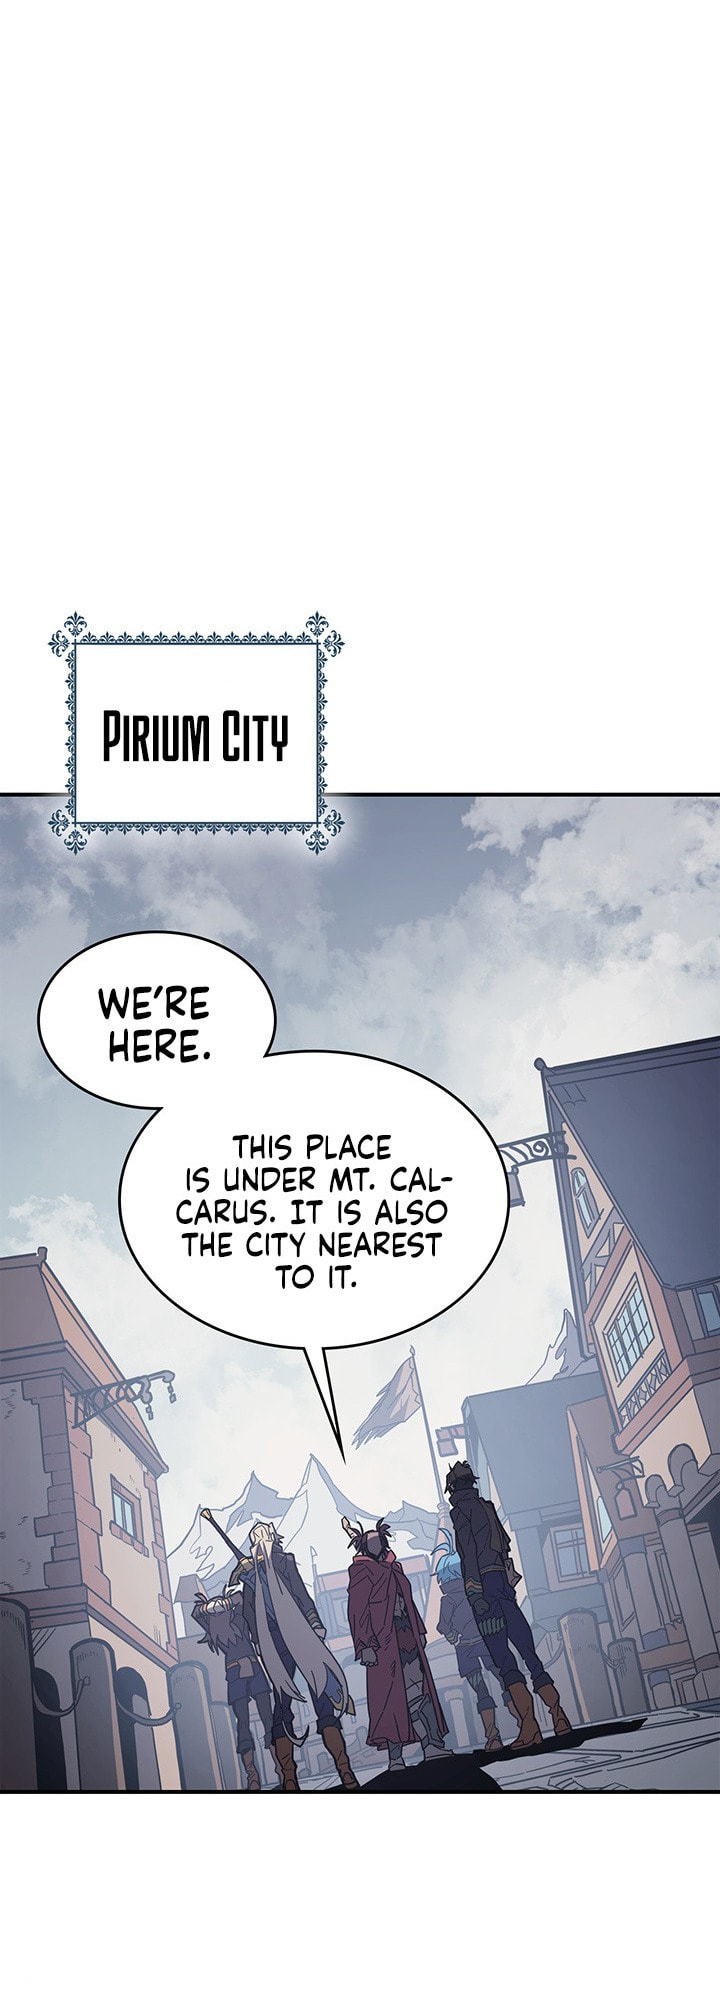 PIRIUM CITY
WE'RE
HERE.
THIS PLACE
IS UNDER MT. CAL-
CARUS. IT IS ALSO
THE CITY NEAREST
TO IT.